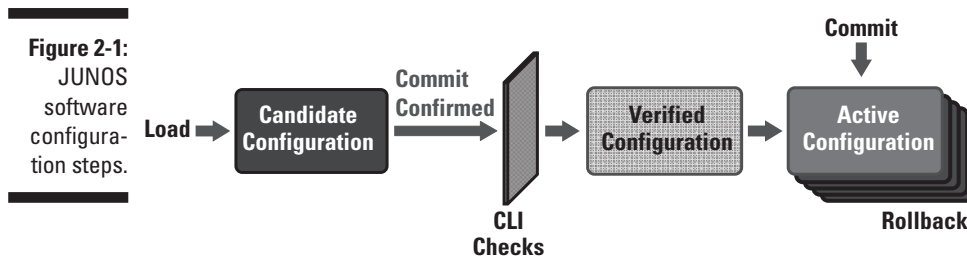 Figure 2-1:
JUNOS
software
configura-
tion steps.
Load
Candidate
Configuration
Commit
Confirmed
CLI
Checks
Verified
Configuration
Commit
Active
Configuration
Rollback